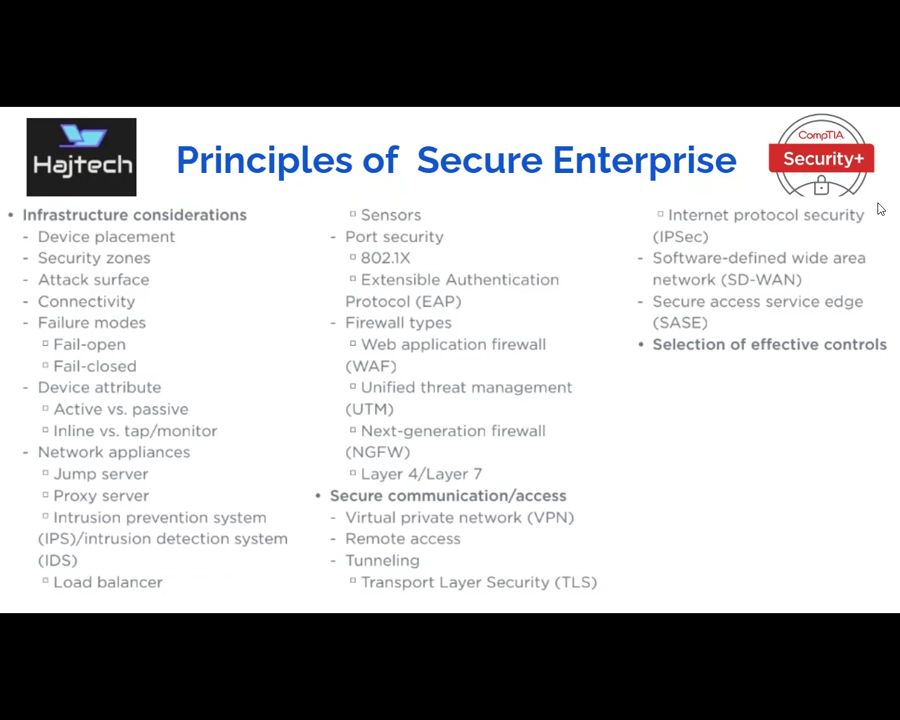 Hajtech
Principles of Secure Enterprise
CompTIA
Security+
• Infrastructure considerations
- Device placement
- Security zones
- Attack surface
- Connectivity
- Failure modes
▫ Fail-open
▫ Fail-closed
- Device attribute
▫ Active vs. passive
▫ Inline vs. tap/monitor
- Network appliances
▫ Jump server
▫ Proxy server
▫ Intrusion prevention system
(IPS)/intrusion detection system
(IDS)
▫ Load balancer
▫ Sensors
- Port security
▫ 802.1X
▫ Extensible Authentication
Protocol (EAP)
- Firewall types
▫ Web application firewall
(WAF)
▫ Unified threat management
(UTM)
▫ Next-generation firewall
(NGFW)
▫ Layer 4/Layer 7
• Secure communication/access
- Virtual private network (VPN)
- Remote access
- Tunneling
▫ Transport Layer Security (TLS)
▫ Internet protocol security
(IPSec)
- Software-defined wide area
network (SD-WAN)
- Secure access service edge
(SASE)
• Selection of effective controls